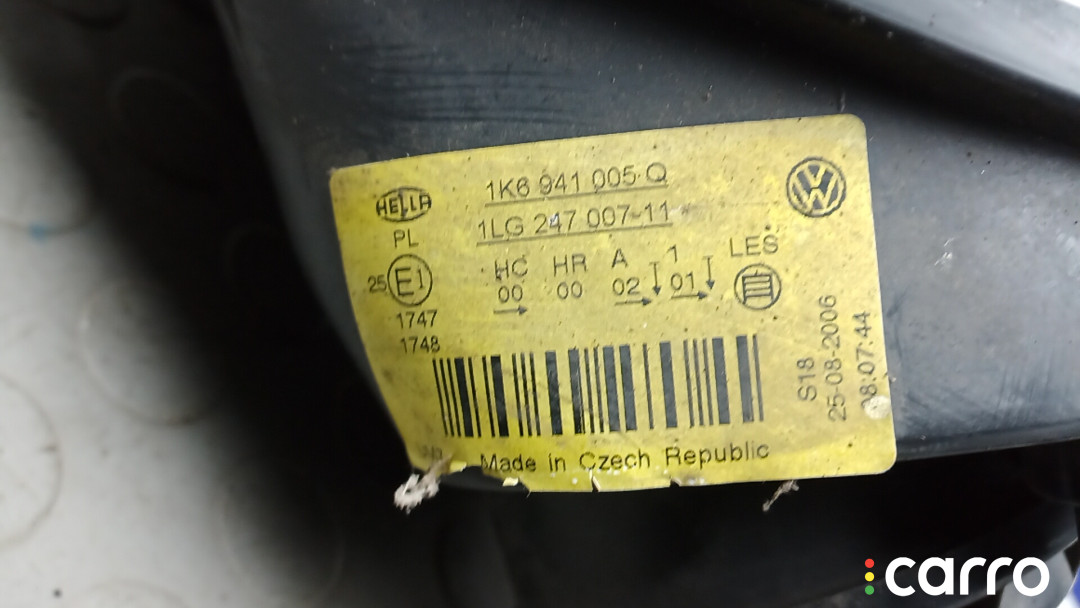 HELLA
1K6 941 005 Q
1LG 247 007-11
PL
HC HR A 1 LES
25 E1 00 00 02 01
1747
1748
S18
25-08-2006
08:07:44
Made in Czech Republic
carro